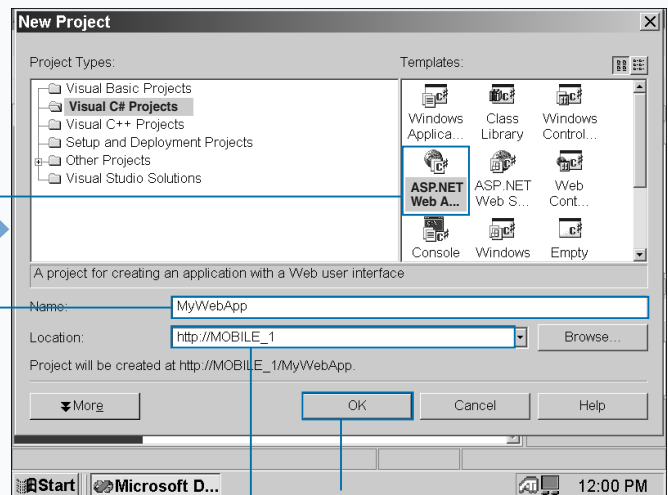 New Project
Project Types:
Templates:
Visual Basic Projects
Visual C# Projects
Visual C++ Projects
Setup and Deployment Projects
Other Projects
Visual Studio Solutions
Windows Applica...
Class Library
Windows Control...
ASP.NET Web A...
ASP.NET Web S...
Web Cont...
Console
Windows
Empty
A project for creating an application with a Web user interface
Name:
MyWebApp
Location:
http://MOBILE_1
Browse...
Project will be created at http://MOBILE_1/MyWebApp.
More
OK
Cancel
Help
Start
Microsoft D...
12:00 PM